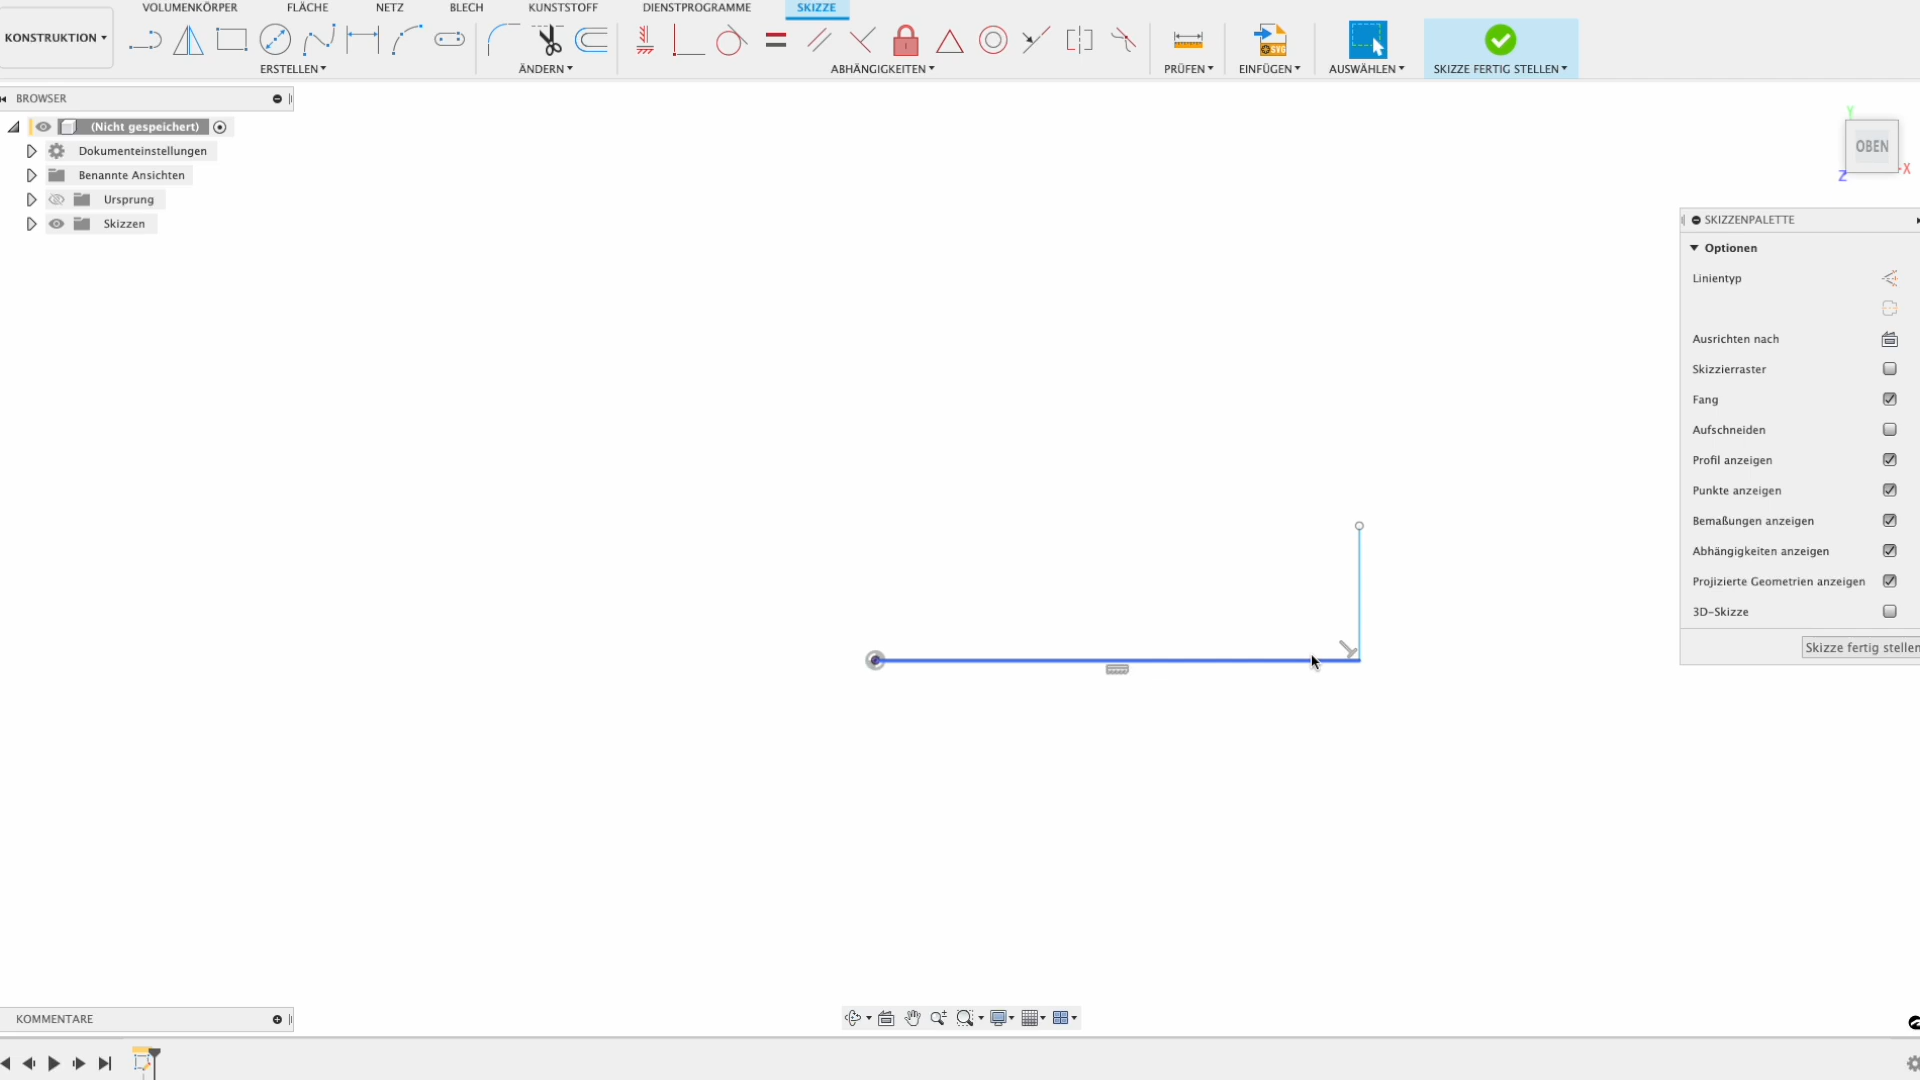 VOLUMENKÖRPER FLÄCHE NETZ BLECH KUNSTSTOFF DIENSTPROGRAMME SKIZZE
KONSTRUKTION
SVG
ERSTELLEN ÄNDERN ABHÄNGIGKEITEN PRÜFEN EINFÜGEN AUSWÄHLEN SKIZZE FERTIG STELLEN
BROWSER
(Nicht gespeichert)
Dokumenteinstellungen
Benannte Ansichten
Ursprung
Skizzen
Y
OBEN
X
Z
SKIZZENPALETTE
Optionen
Linientyp
Ausrichten nach
Skizzierraster
Fang
Aufschneiden
Profil anzeigen
Punkte anzeigen
Bemaßungen anzeigen
Abhängigkeiten anzeigen
Projizierte Geometrien anzeigen
3D-Skizze
Skizze fertig stellen
KOMMENTARE